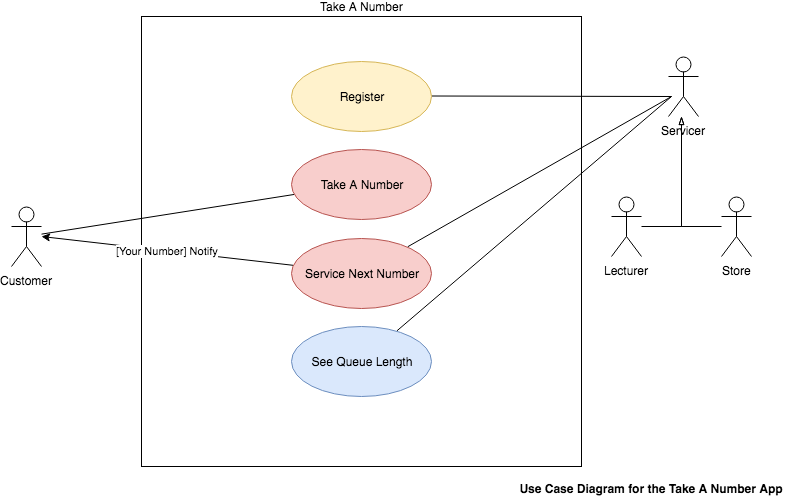 Take A Number
Register
Servicer
Take A Number
Customer
[Your Number] Notify
Service Next Number
Lecturer
Store
See Queue Length
Use Case Diagram for the Take A Number App